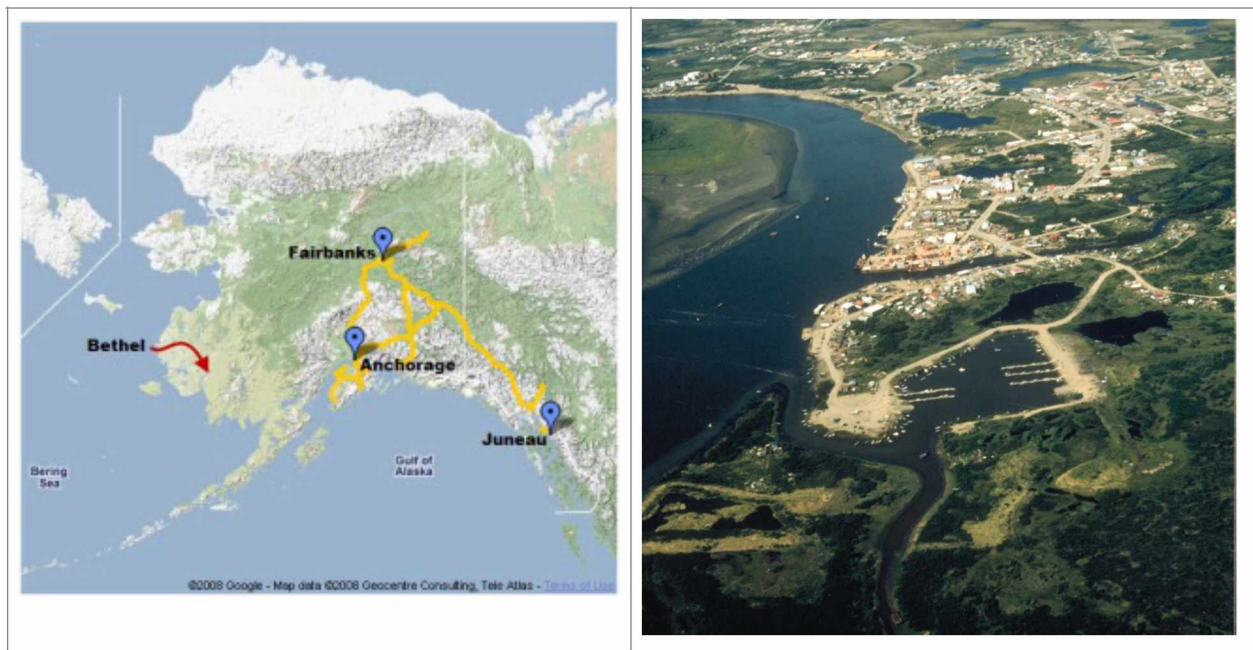 Fairbanks
Bethel
Anchorage
Juneau
Gulf of
Alaska
Bering
Sea
©2008 Google - Map data ©2008 Geocentre Consulting, Tele Atlas - Terms of Use